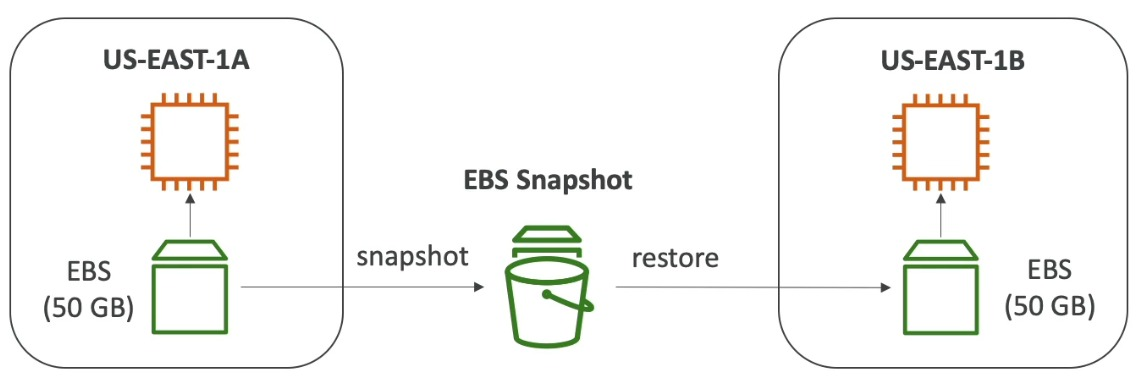 US-EAST-1A
EBS
(50 GB)
snapshot
EBS Snapshot
restore
US-EAST-1B
EBS
(50 GB)